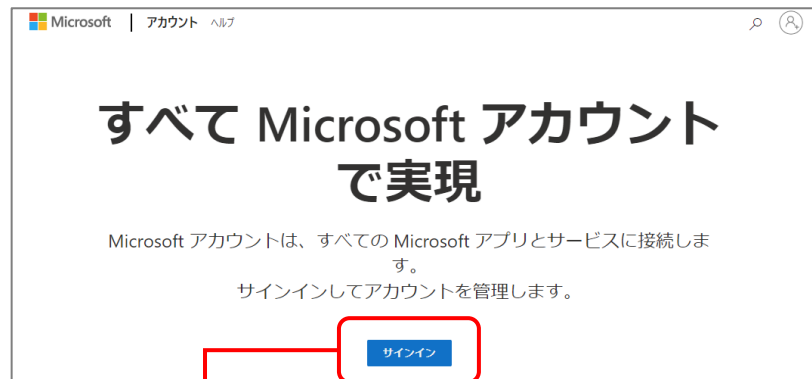 Microsoft アカウント ヘルプ
すべて Microsoft アカウント
で実現
Microsoft アカウントは、すべての Microsoft アプリとサービスに接続しま
す。
サインインしてアカウントを管理します。
サインイン